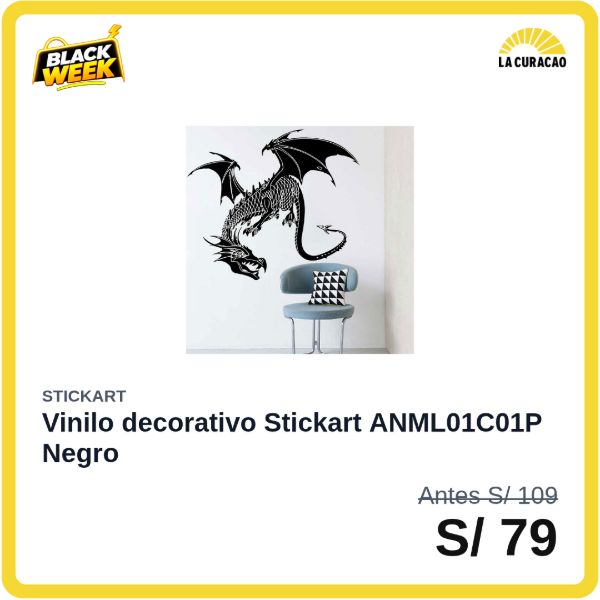 BLACK
WEEK
LA CURACAO
STICKART
Vinilo decorativo Stickart ANML01C01P
Negro
Antes S/ 109
S/ 79